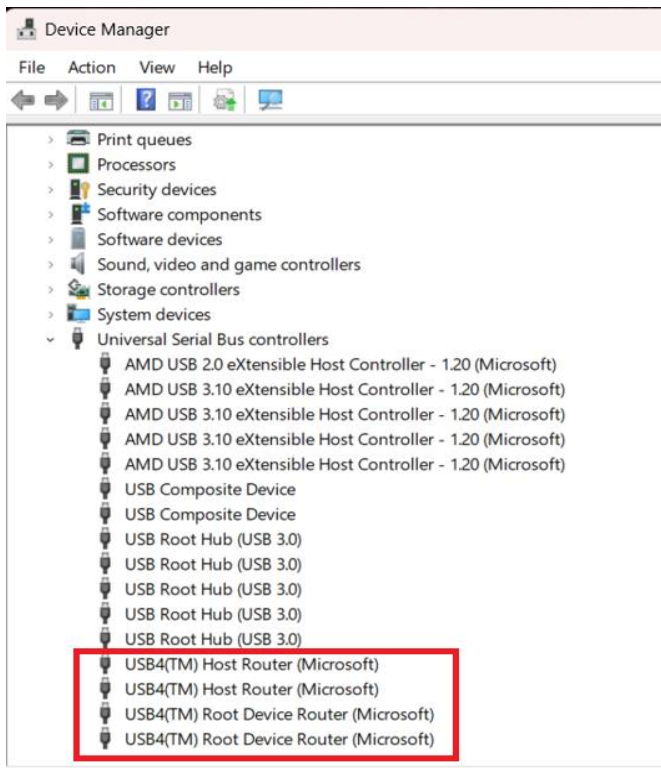 Device Manager
File Action View Help
Print queues
Processors
Security devices
Software components
Software devices
Sound, video and game controllers
Storage controllers
System devices
Universal Serial Bus controllers
AMD USB 2.0 eXtensible Host Controller - 1.20 (Microsoft)
AMD USB 3.10 eXtensible Host Controller - 1.20 (Microsoft)
AMD USB 3.10 eXtensible Host Controller - 1.20 (Microsoft)
AMD USB 3.10 eXtensible Host Controller - 1.20 (Microsoft)
AMD USB 3.10 eXtensible Host Controller - 1.20 (Microsoft)
USB Composite Device
USB Composite Device
USB Root Hub (USB 3.0)
USB Root Hub (USB 3.0)
USB Root Hub (USB 3.0)
USB Root Hub (USB 3.0)
USB Root Hub (USB 3.0)
USB4(TM) Host Router (Microsoft)
USB4(TM) Host Router (Microsoft)
USB4(TM) Root Device Router (Microsoft)
USB4(TM) Root Device Router (Microsoft)